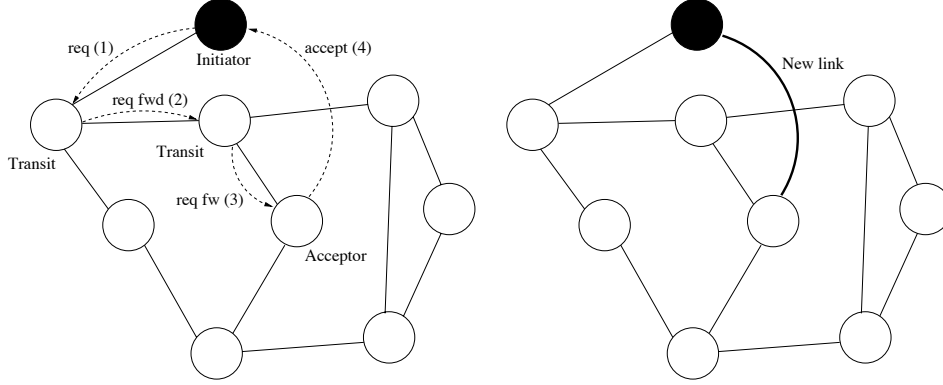 req (1)
accept (4)
Initiator
New link
req fwd (2)
Transit
Transit
req fw (3)
Acceptor